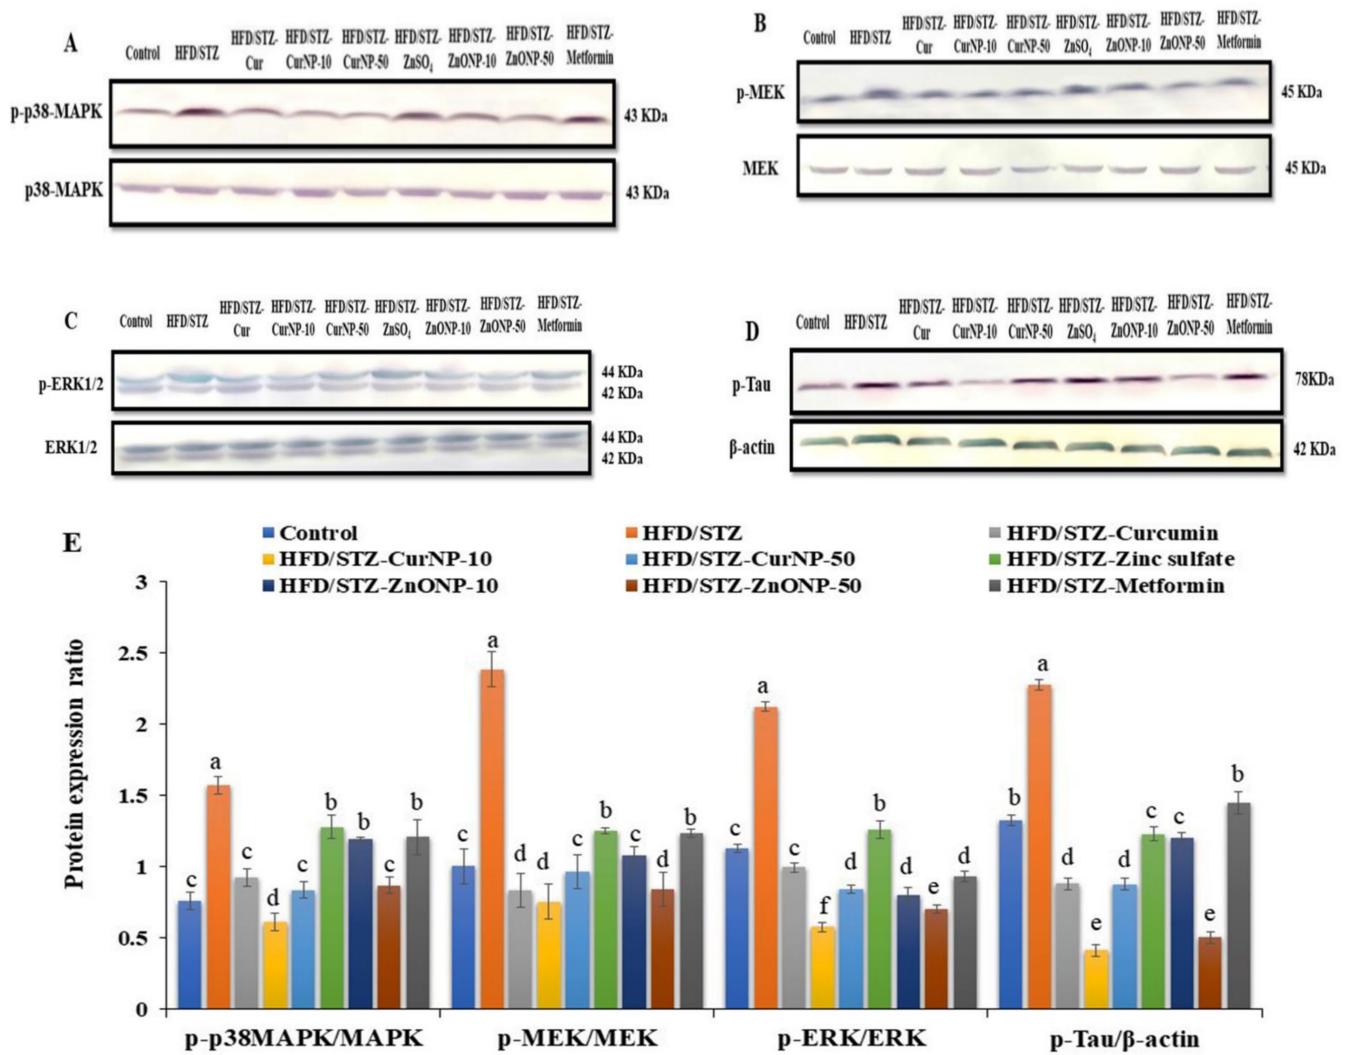 A
Control HFD/STZ HFD/STZ- HFD/STZ- HFD/STZ- HFD/STZ- HFD/STZ- HFD/STZ- HFD/STZ-
Cur CurNP-10 CurNP-50 ZnSO4 ZnONP-10 ZnONP-50 Metformin
p-p38-MAPK 43 KDa
p38-MAPK 43 KDa
B
Control HFD/STZ HFD/STZ- HFD/STZ- HFD/STZ- HFD/STZ- HFD/STZ- HFD/STZ- HFD/STZ-
Cur CurNP-10 CurNP-50 ZnSO4 ZnONP-10 ZnONP-50 Metformin
p-MEK 45 KDa
MEK 45 KDa
C
Control HFD/STZ HFD/STZ- HFD/STZ- HFD/STZ- HFD/STZ- HFD/STZ- HFD/STZ- HFD/STZ-
Cur CurNP-10 CurNP-50 ZnSO4 ZnONP-10 ZnONP-50 Metformin
p-ERK1/2 44 KDa
42 KDa
ERK1/2 44 KDa
42 KDa
D
Control HFD/STZ HFD/STZ- HFD/STZ- HFD/STZ- HFD/STZ- HFD/STZ- HFD/STZ- HFD/STZ-
Cur CurNP-10 CurNP-50 ZnSO4 ZnONP-10 ZnONP-50 Metformin
p-Tau 78KDa
β-actin 42 KDa
E
Control HFD/STZ HFD/STZ-Curcumin
HFD/STZ-CurNP-10 HFD/STZ-CurNP-50 HFD/STZ-Zinc sulfate
HFD/STZ-ZnONP-10 HFD/STZ-ZnONP-50 HFD/STZ-Metformin
Protein expression ratio
3
2.5
2
1.5
1
0.5
0
c a c d c b b c b
c a d d c b c d b
c a c f d b d e d
b a d e d c c e b
p-p38MAPK/MAPK p-MEK/MEK p-ERK/ERK p-Tau/β-actin